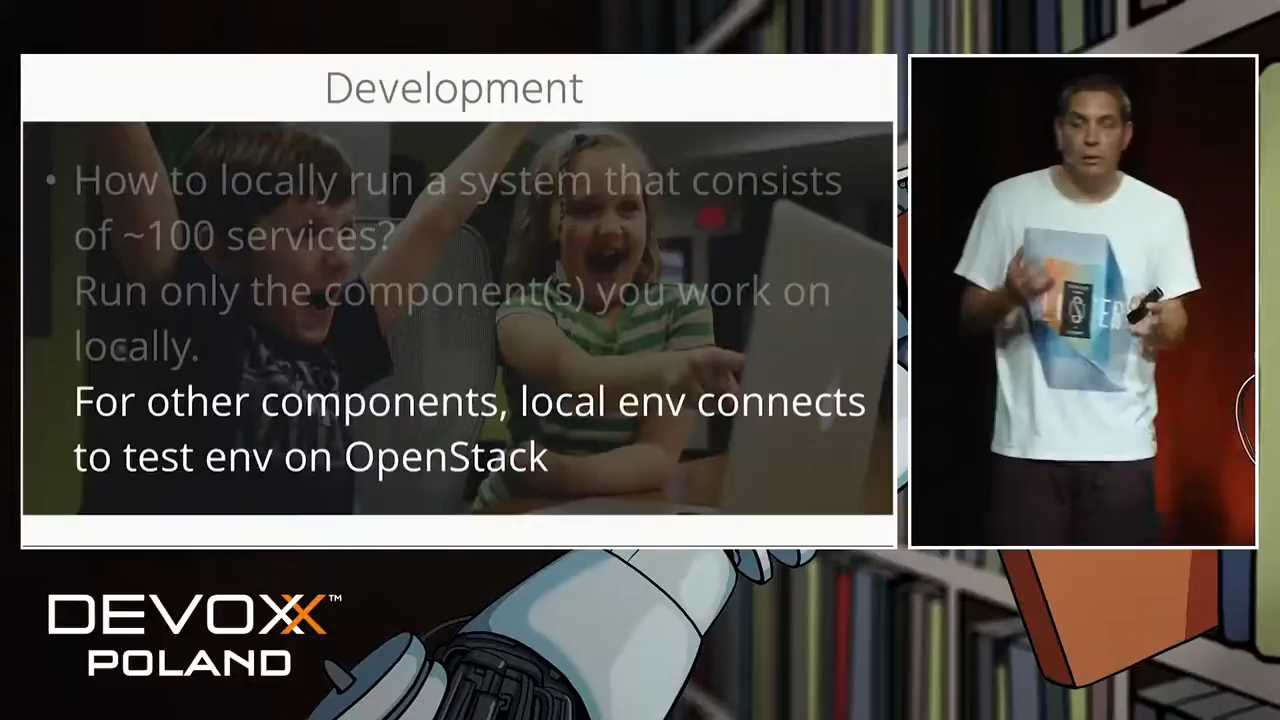 Development
• How to locally run a system that consists
of ~100 services?
Run only the component(s) you work on
locally.
For other components, local env connects
to test env on OpenStack
DEVOXX™
POLAND